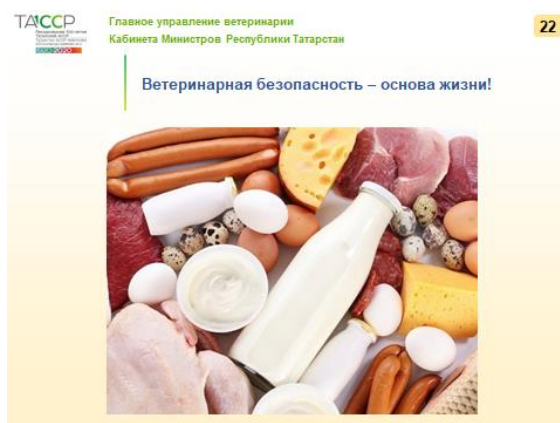 ТАССР
Главное управление ветеринарии
Кабинета Министров Республики Татарстан
22
Ветеринарная безопасность – основа жизни!